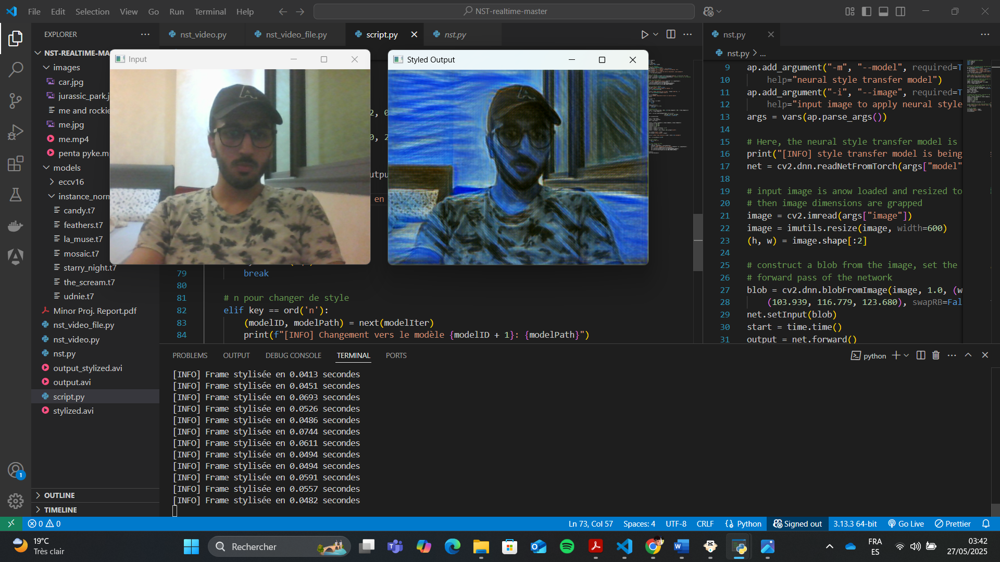 File Edit Selection View Go Run Terminal Help
NST-realtime-master
EXPLORER
nst_video.py
nst_video_file.py
script.py
nst.py
nst.py
NST-REALTIME-MA
images
car.jpg
jurassic_park.j
me and rockie
me.jpg
me.mp4
penta pyke.m
models
eccv16
instance_norm
candy.t7
feathers.t7
la_muse.t7
mosaic.t7
starry_night.t7
the_scream.t7
udnie.t7
Minor Proj. Report.pdf
nst_video_file.py
nst_video.py
nst.py
output_stylized.avi
output.avi
script.py
stylized.avi
OUTLINE
TIMELINE
Input
Styled Output
2, 0
0, 2
utpu
en
79 break
80
81 # n pour changer de style
82 elif key == ord('n'):
83 (modelID, modelPath) = next(modelIter)
84 print(f"[INFO] Changement vers le modèle {modelID + 1}: {modelPath}")
nst.py > ...
9 ap.add_argument("-m", "--model", required=T
10 help="neural style transfer model")
11 ap.add_argument("-i", "--image", required=T
12 help="input image to apply neural style
13 args = vars(ap.parse_args())
14
15 # Here, the neural style transfer model is
16 print("[INFO] style transfer model is being
17 net = cv2.dnn.readNetFromTorch(args["model"
18
19 # input image is anow loaded and resized to
20 # then image dimensions are grapped
21 image = cv2.imread(args["image"])
22 image = imutils.resize(image, width=600)
23 (h, w) = image.shape[:2]
24
25 # construct a blob from the image, set the
26 # forward pass of the network
27 blob = cv2.dnn.blobFromImage(image, 1.0, (w
28 (103.939, 116.779, 123.680), swapRB=Fal
29 net.setInput(blob)
30 start = time.time()
31 output = net.forward()
PROBLEMS OUTPUT DEBUG CONSOLE TERMINAL PORTS
python
[INFO] Frame stylisée en 0.0413 secondes
[INFO] Frame stylisée en 0.0451 secondes
[INFO] Frame stylisée en 0.0693 secondes
[INFO] Frame stylisée en 0.0526 secondes
[INFO] Frame stylisée en 0.0486 secondes
[INFO] Frame stylisée en 0.0744 secondes
[INFO] Frame stylisée en 0.0611 secondes
[INFO] Frame stylisée en 0.0494 secondes
[INFO] Frame stylisée en 0.0494 secondes
[INFO] Frame stylisée en 0.0591 secondes
[INFO] Frame stylisée en 0.0557 secondes
[INFO] Frame stylisée en 0.0482 secondes
1
0 0
Ln 73, Col 57 Spaces: 4 UTF-8 CRLF Python Signed out 3.13.3 64-bit Go Live Prettier
19°C
Très clair
Rechercher
FRA
ES
03:42
27/05/2025